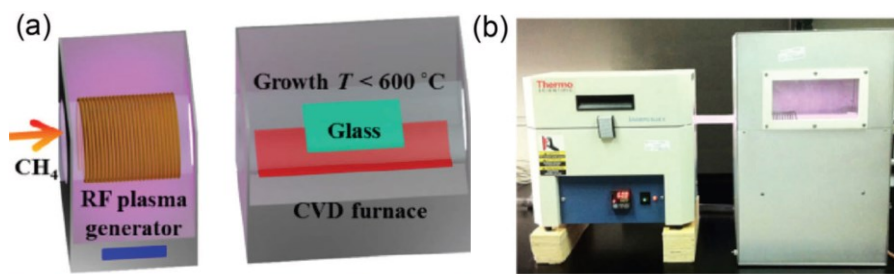 (a)
Growth T < 600 °C
Glass
CH4
RF plasma
generator
CVD furnace
(b)
Thermo